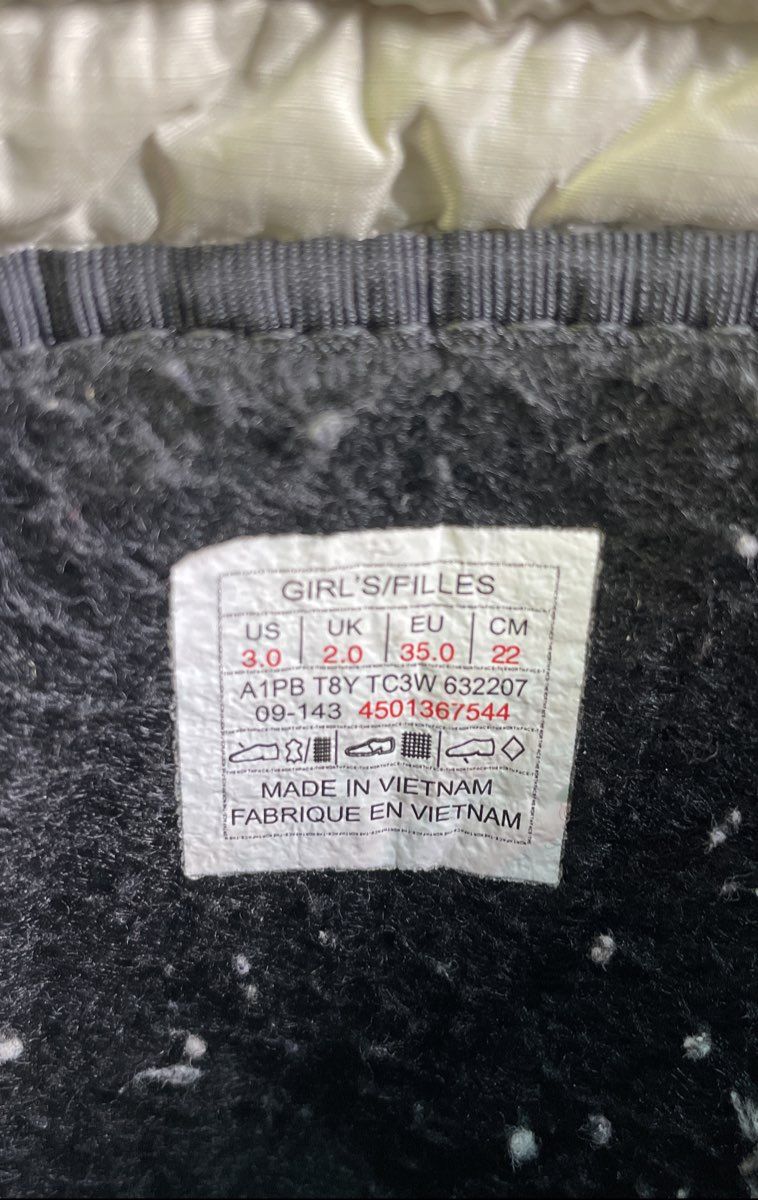 GIRL'S/FILLES
US UK EU CM
3.0 2.0 35.0 22
A1PB T8Y TC3W 632207
09-143 4501367544
MADE IN VIETNAM
FABRIQUE EN VIETNAM